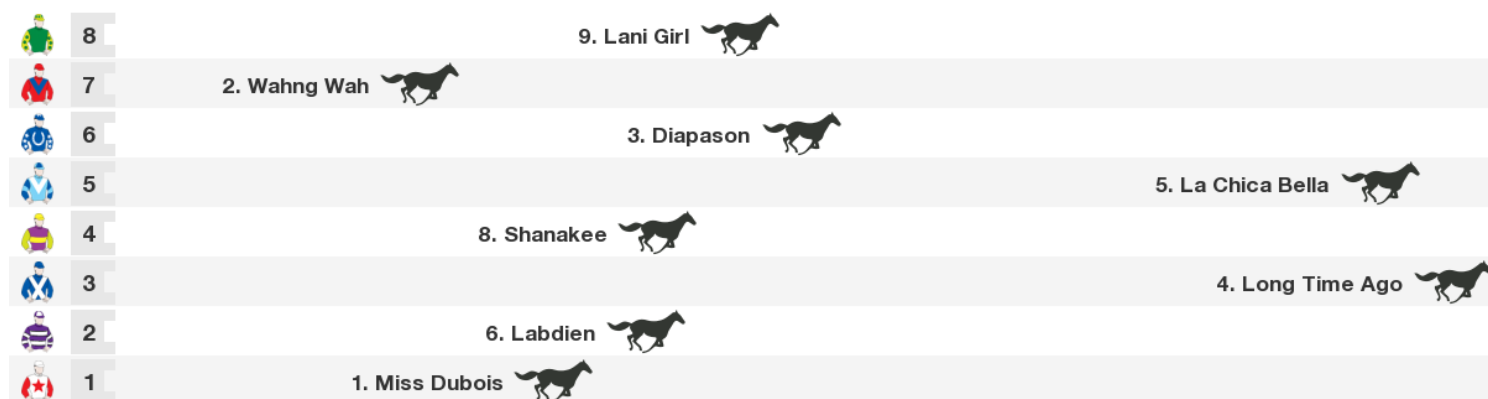 8 9. Lani Girl
7 2. Wahng Wah
6 3. Diapason
5 5. La Chica Bella
4 8. Shanakee
3 4. Long Time Ago
2 6. Labdien
1 1. Miss Dubois